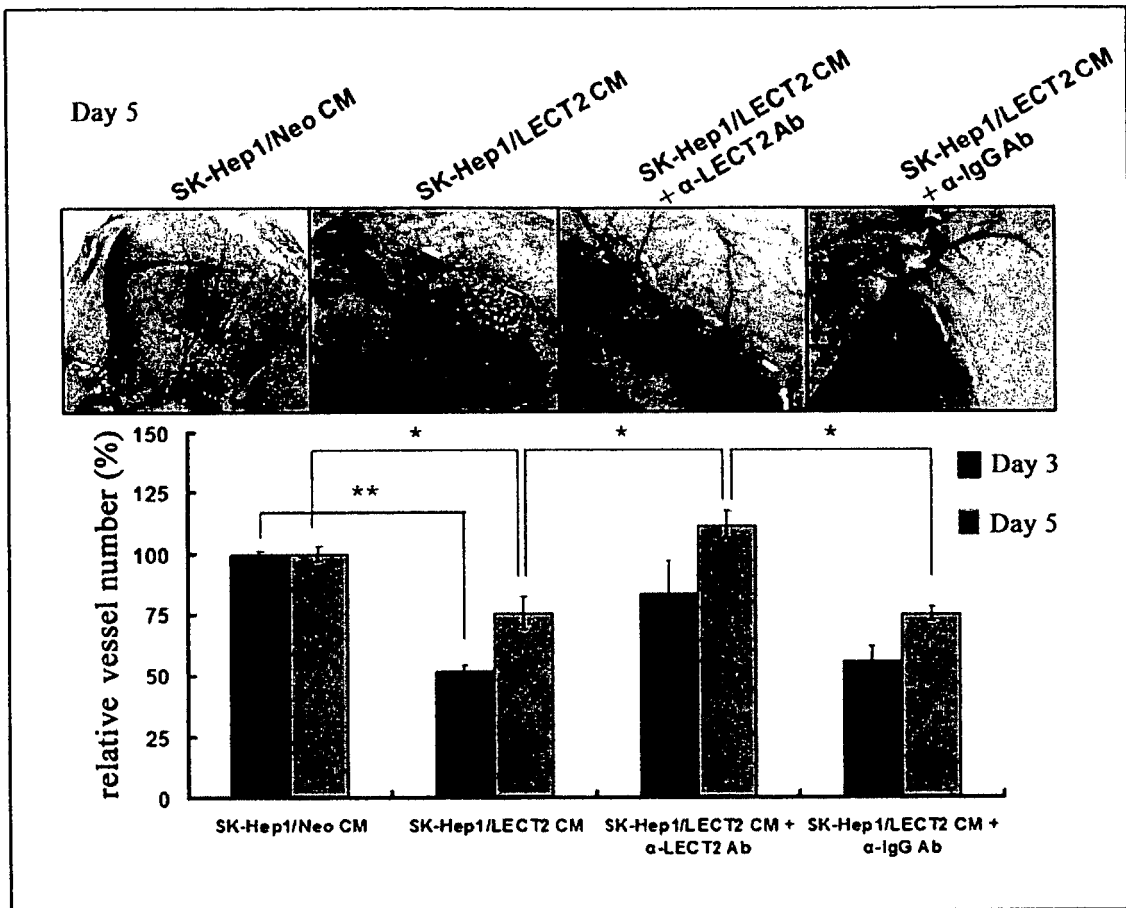 Day 5
SK-Hep1/Neo CM
SK-Hep1/LECT2 CM
SK-Hep1/LECT2 CM
+ α-LECT2 Ab
SK-Hep1/LECT2 CM
+ α-IgG Ab
relative vessel number (%)
150
125
100
75
50
25
0
*
*
*
**
Day 3
Day 5
SK-Hep1/Neo CM
SK-Hep1/LECT2 CM
SK-Hep1/LECT2 CM +
α-LECT2 Ab
SK-Hep1/LECT2 CM +
α-IgG Ab